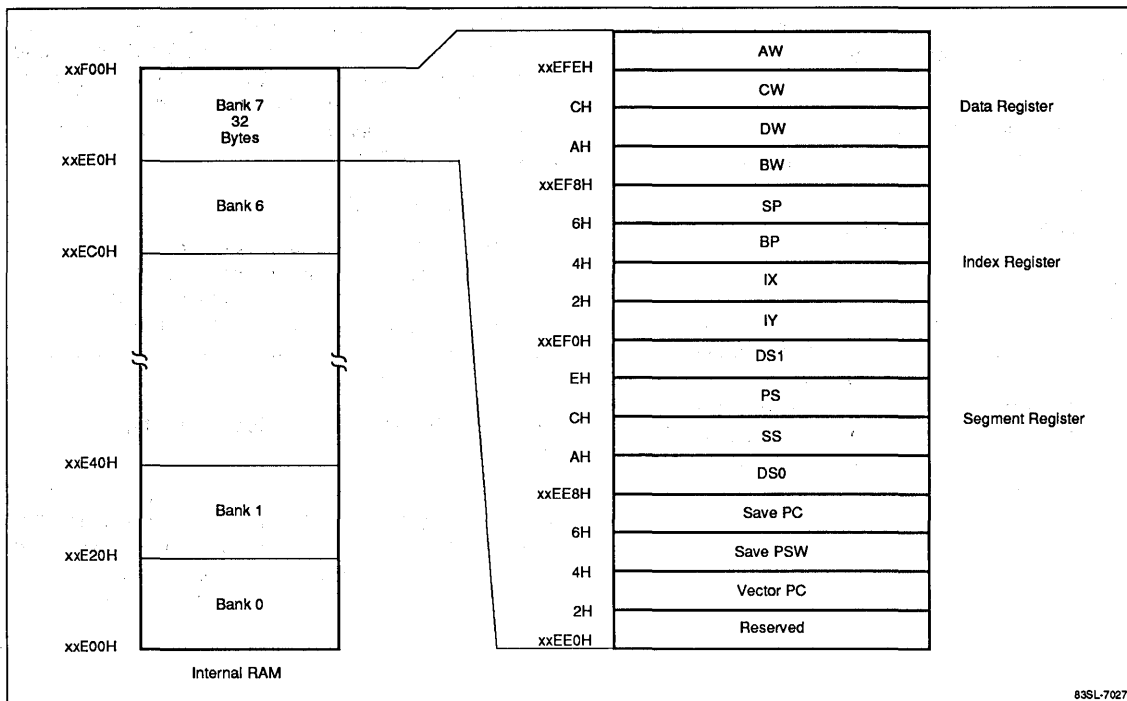 xxF00H
Bank 7
32
Bytes
xxEE0H
Bank 6
xxEC0H
xxE40H
Bank 1
xxE20H
Bank 0
xxE00H
Internal RAM
AW
xxEFEH
CW
CH
DW
AH
BW
xxEF8H
SP
6H
BP
4H
IX
2H
IY
xxEF0H
DS1
EH
PS
CH
SS
AH
DS0
xxEE8H
Save PC
6H
Save PSW
4H
Vector PC
2H
Reserved
xxEE0H
Data Register
Index Register
Segment Register
83SL-7027